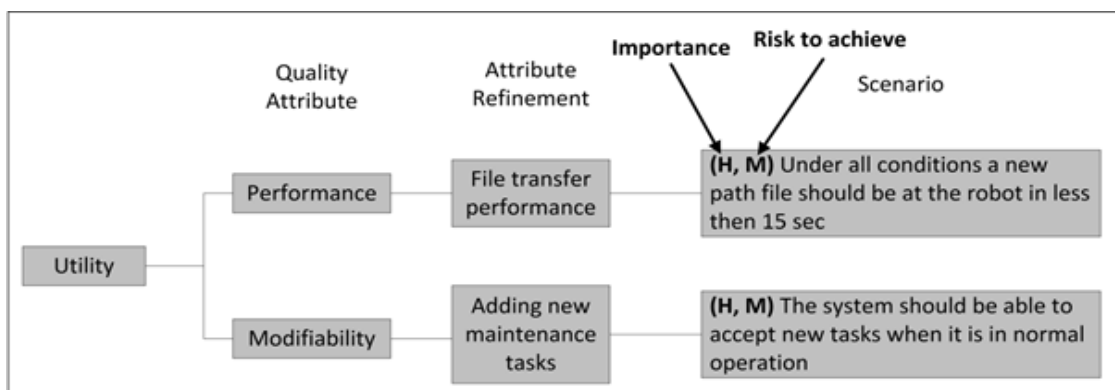 Importance
Risk to achieve
Quality
Attribute
Attribute
Refinement
Scenario
Utility
Performance
File transfer
performance
(H, M) Under all conditions a new
path file should be at the robot in less
then 15 sec
Modifiability
Adding new
maintenance
tasks
(H, M) The system should be able to
accept new tasks when it is in normal
operation